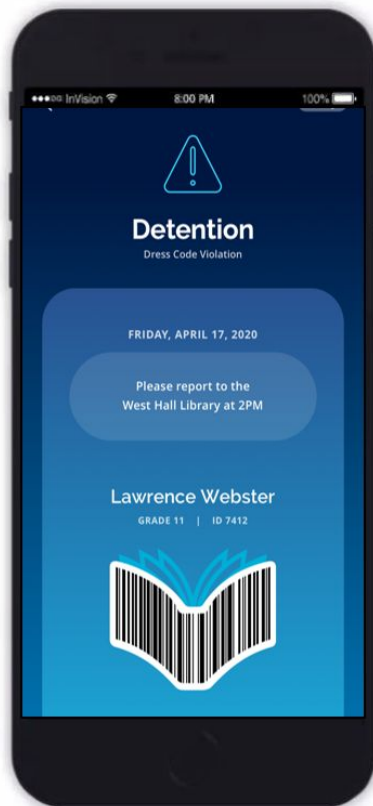 InVision
8:00 PM
100%
Detention
Dress Code Violation
FRIDAY, APRIL 17, 2020
Please report to the
West Hall Library at 2PM
Lawrence Webster
GRADE 11 | ID 7412